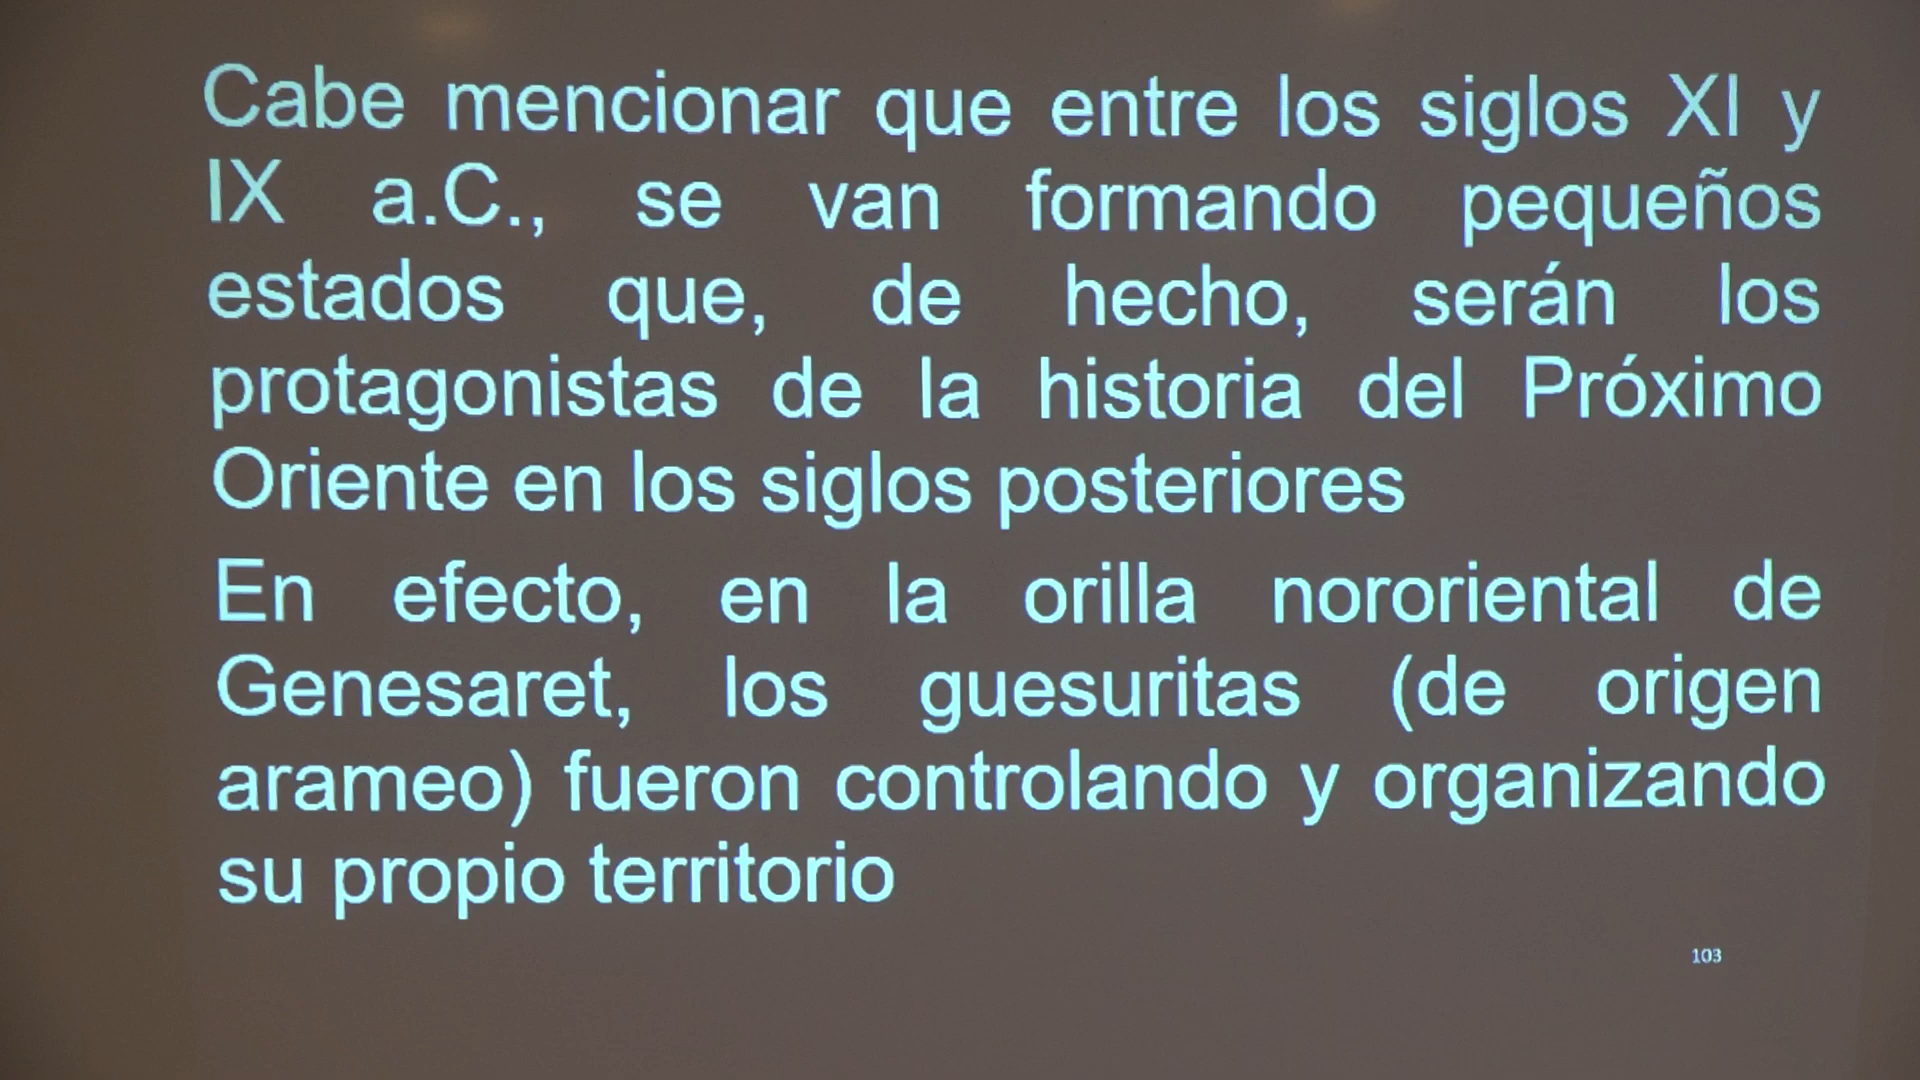 Cabe mencionar que entre los siglos XI y
IX a.C., se van formando pequeños
estados que, de hecho, serán los
protagonistas de la historia del Próximo
Oriente en los siglos posteriores
En efecto, en la orilla nororiental de
Genesaret, los guesuritas (de origen
arameo) fueron controlando y organizando
su propio territorio
103